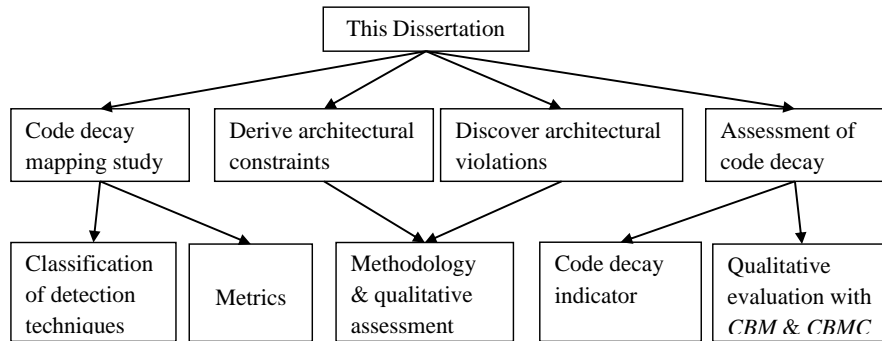 This Dissertation
Code decay
mapping study
Derive architectural
constraints
Discover architectural
violations
Assessment of
code decay
Classification
of detection
techniques
Metrics
Methodology
& qualitative
assessment
Code decay
indicator
Qualitative
evaluation with
CBM & CBMC